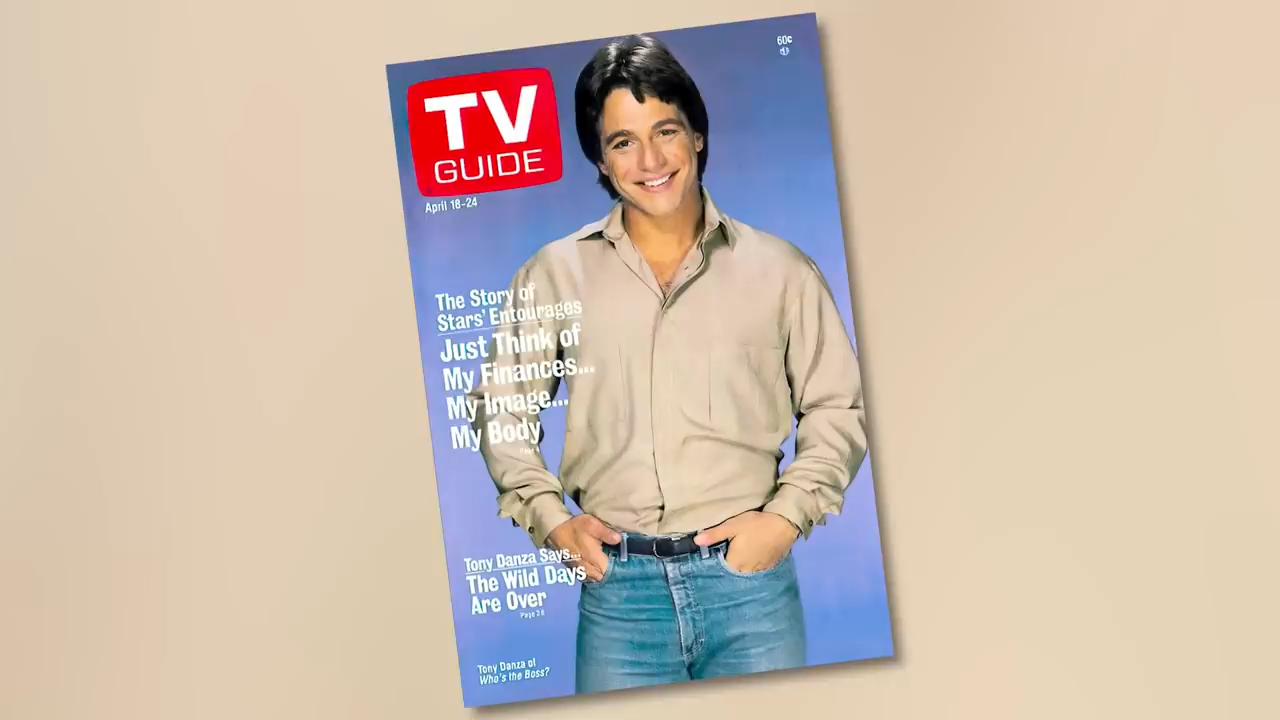 60¢
TV
GUIDE
April 18-24
The Story of
Stars' Entourages
Just Think of
My Finances...
My Image...
My Body
Tony Danza Says...
The Wild Days
Are Over
Page 26
Tony Danza of
Who's the Boss?